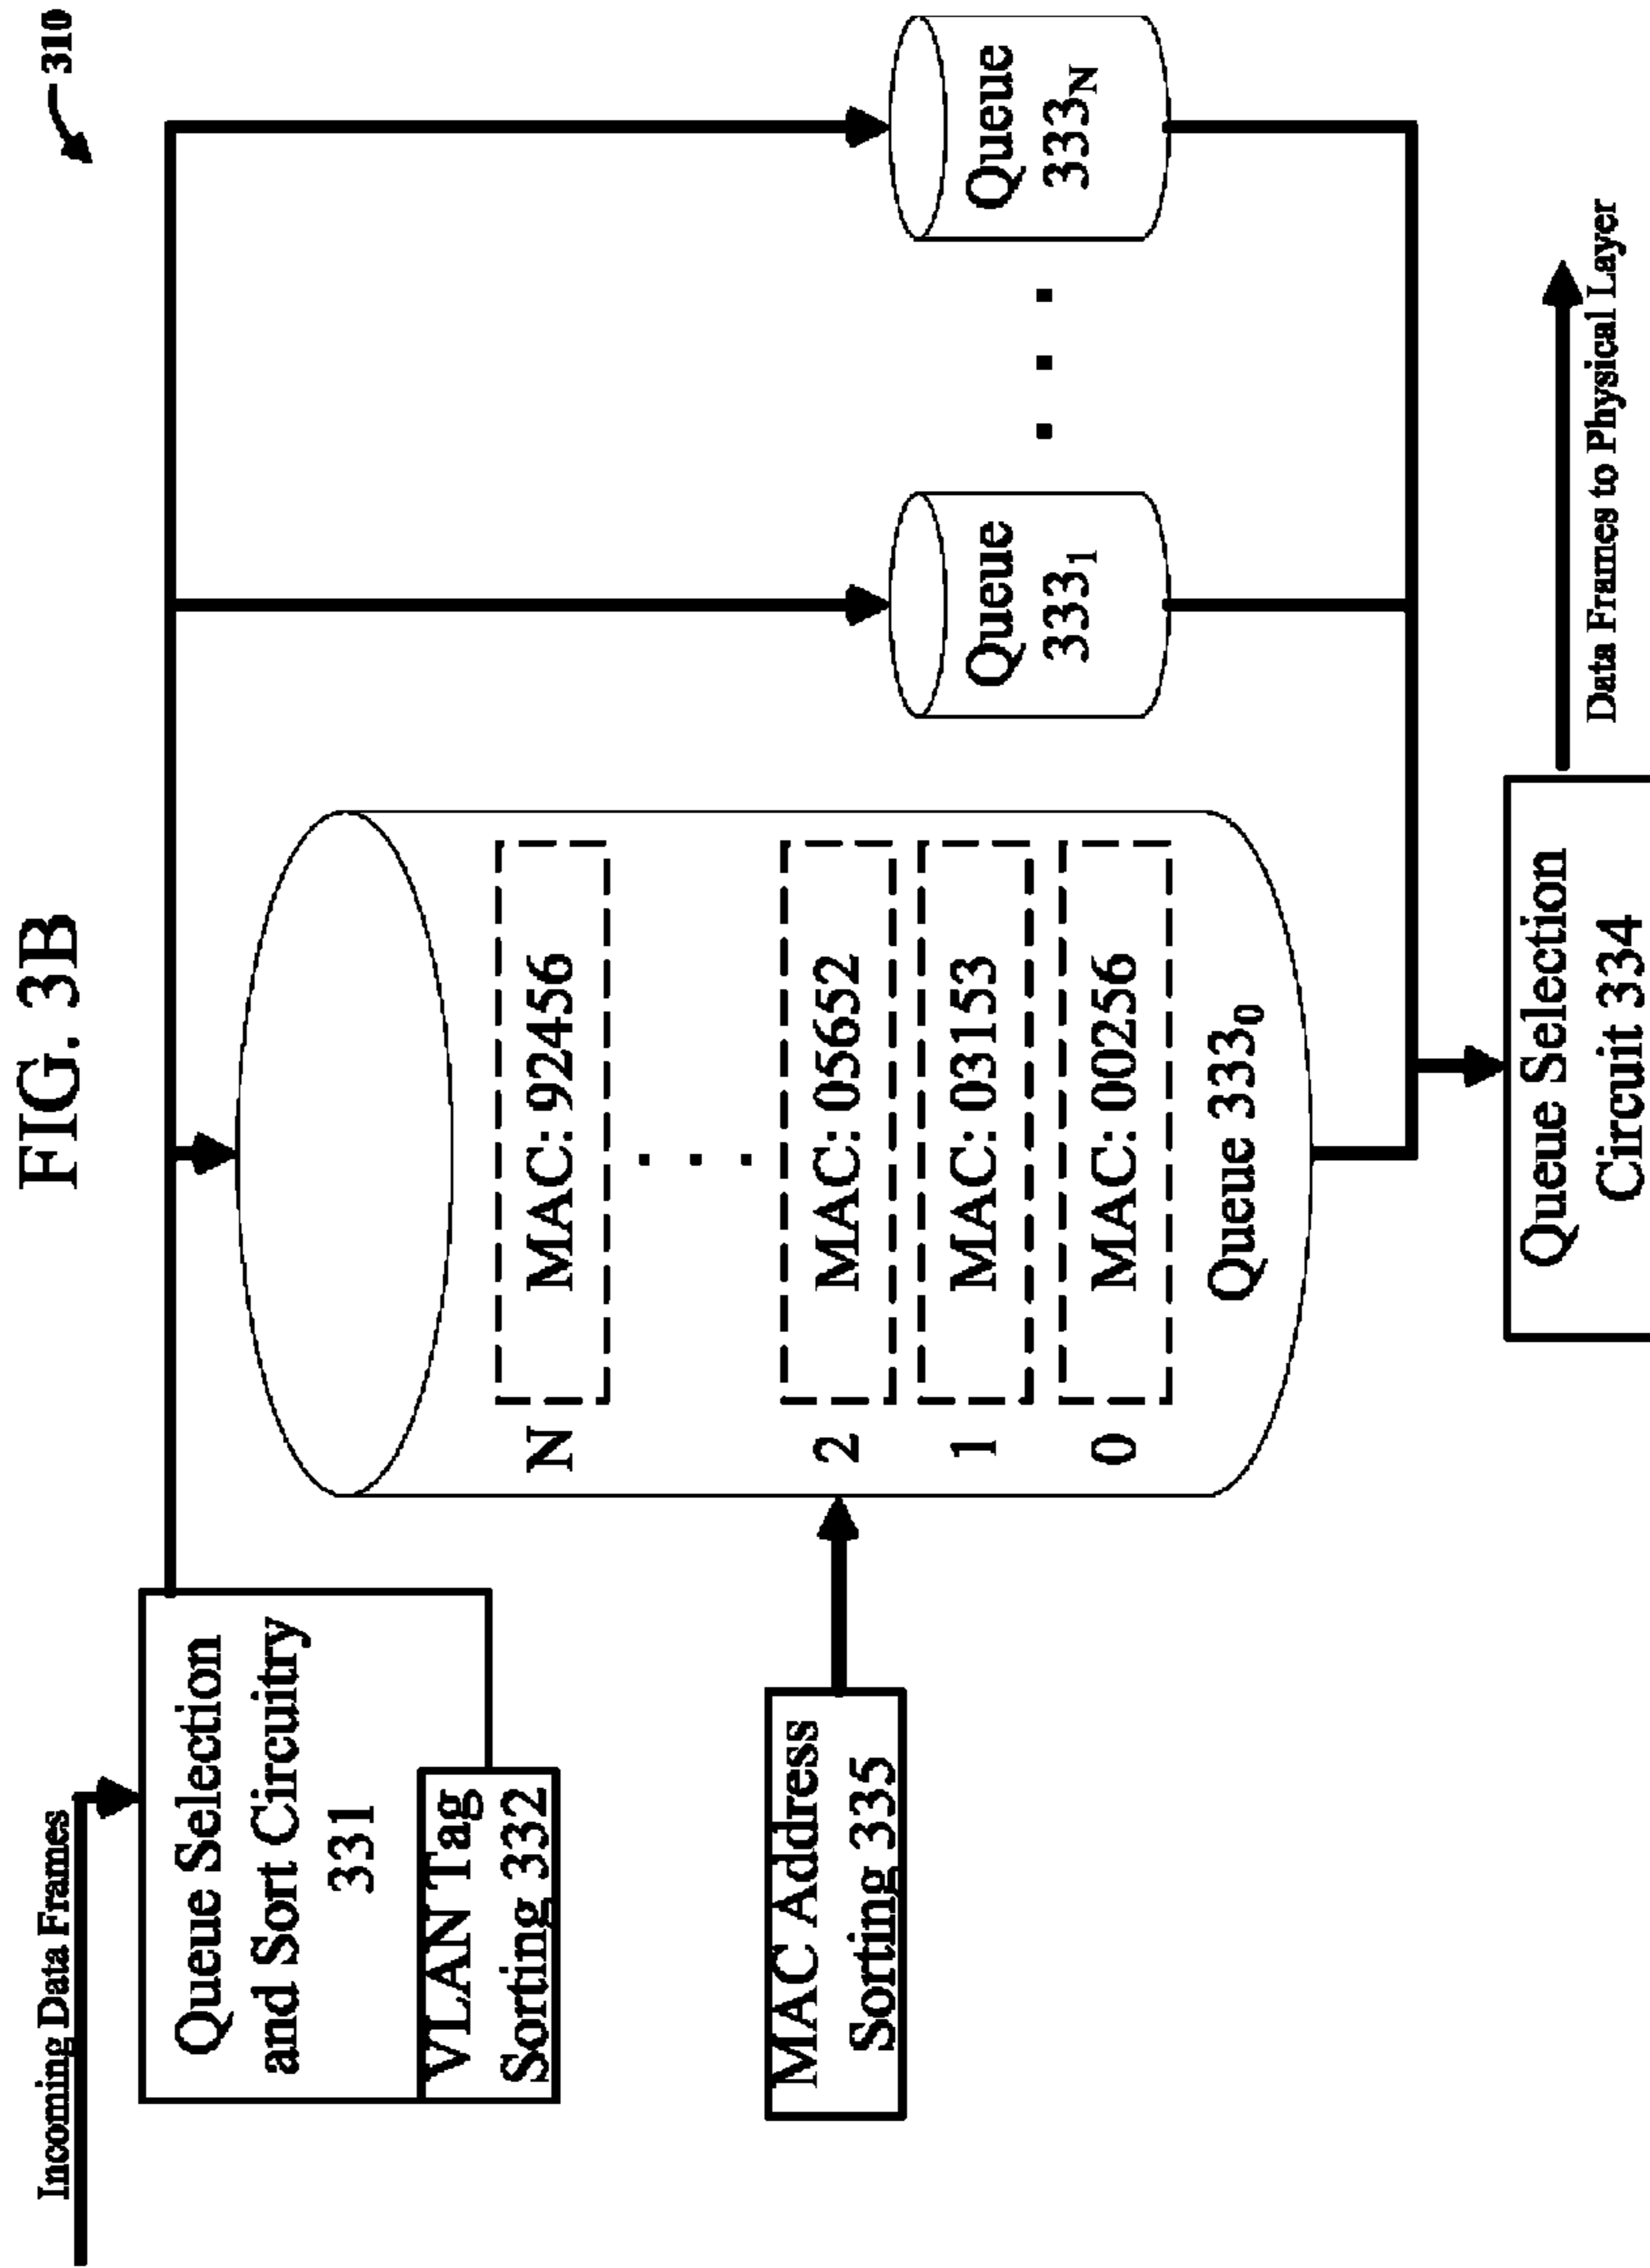 FIG. 3B
310
Incoming Data Frames
Queue Selection
and Sort Circuitry
331
VLAN Tag
Sorting 332
MAC Address
Sorting 335
N
MAC: 92456
. . .
2
MAC: 05652
1
MAC: 03153
0
MAC: 00256
Queue 333₀
Queue
333₁
. . .
Queue
333ₙ
Queue Selection
Circuit 334
Data Frames to Physical Layer